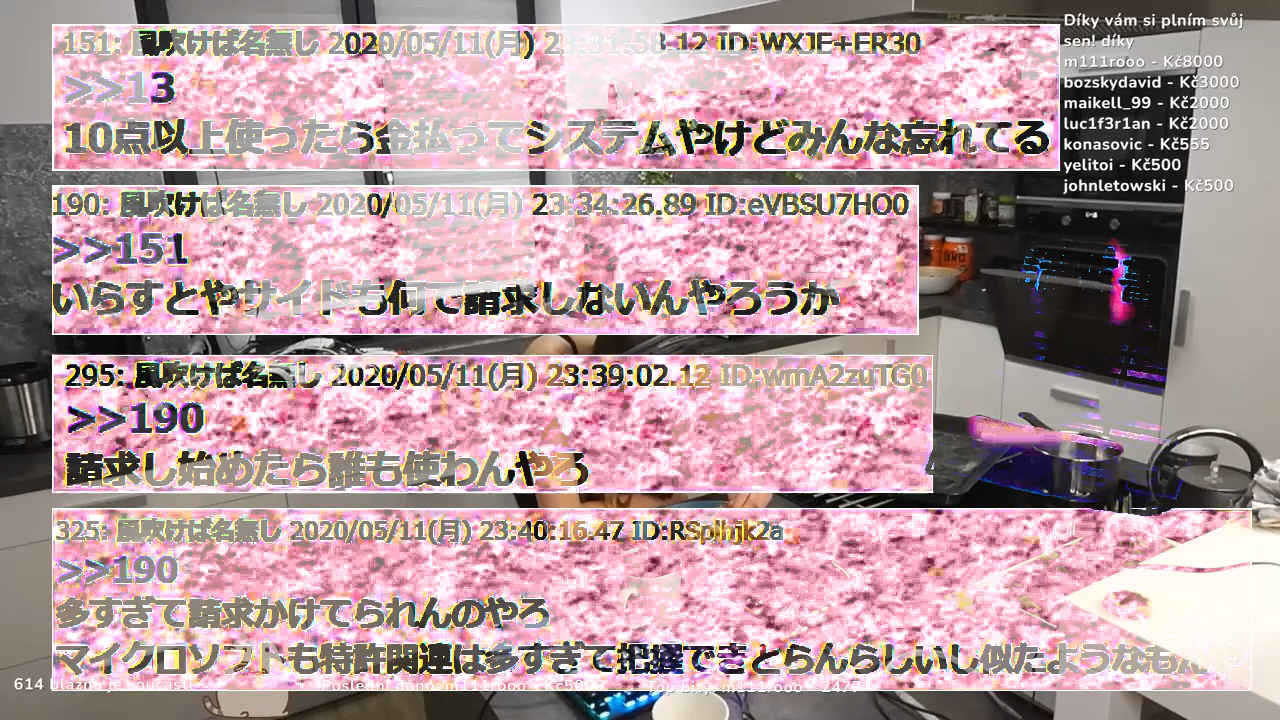 151: 風吹けば名無し 2020/05/11(月) 23:31:58.12 ID:WXJE+ER30
>>13
10点以上使ったら金払ってシステムやけどみんな忘れてる
190: 風吹けば名無し 2020/05/11(月) 23:34:26.89 ID:eVBSU7HO0
>>151
いらすとやサイドも何で請求しないんやろうか
295: 風吹けば名無し 2020/05/11(月) 23:39:02.12 ID:wmA2zuTG0
>>190
請求し始めたら誰も使わんやろ
325: 風吹けば名無し 2020/05/11(月) 23:40:16.47 ID:RSplhjk2a
>>190
多すぎて請求かけてられんのやろ
マイクロソフトも特許関連は多すぎて把握できとらんらしいし似たようなもんやろ
Díky vám si plním svůj
sen! díky
m111rooo - Kč8000
bozskydavid - Kč3000
maikell_99 - Kč2000
luc1f3r1an - Kč2000
konasovic - Kč555
yelitoi - Kč500
johnletowski - Kč500
614